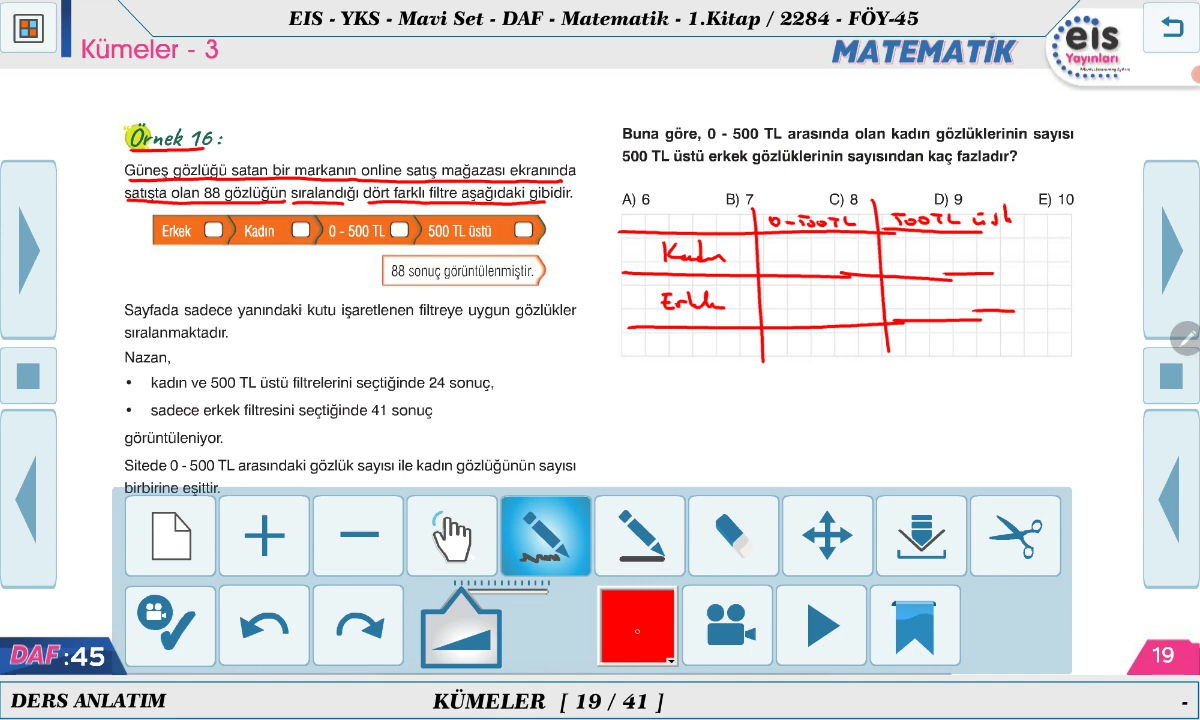 EIS - YKS - Mavi Set - DAF - Matematik - 1.Kitap / 2284 - FÖY-45
Kümeler - 3
MATEMATİK
eis
Yayınları
Örnek 16 :
Güneş gözlüğü satan bir markanın online satış mağazası ekranında
satışta olan 88 gözlüğün sıralandığı dört farklı filtre aşağıdaki gibidir.
Erkek
Kadın
0 - 500 TL
500 TL üstü
88 sonuç görüntülenmiştir.
Sayfada sadece yanındaki kutu işaretlenen filtreye uygun gözlükler
sıralanmaktadır.
Nazan,
• kadın ve 500 TL üstü filtrelerini seçtiğinde 24 sonuç,
• sadece erkek filtresini seçtiğinde 41 sonuç
görüntüleniyor.
Sitede 0 - 500 TL arasındaki gözlük sayısı ile kadın gözlüğünün sayısı
birbirine eşittir.
Buna göre, 0 - 500 TL arasında olan kadın gözlüklerinin sayısı
500 TL üstü erkek gözlüklerinin sayısından kaç fazladır?
A) 6 B) 7 C) 8 D) 9 E) 10
0-500TL 500TL üstü
Kadın
Erkek
DAF :45
19
DERS ANLATIM
KÜMELER [ 19 / 41 ]
-